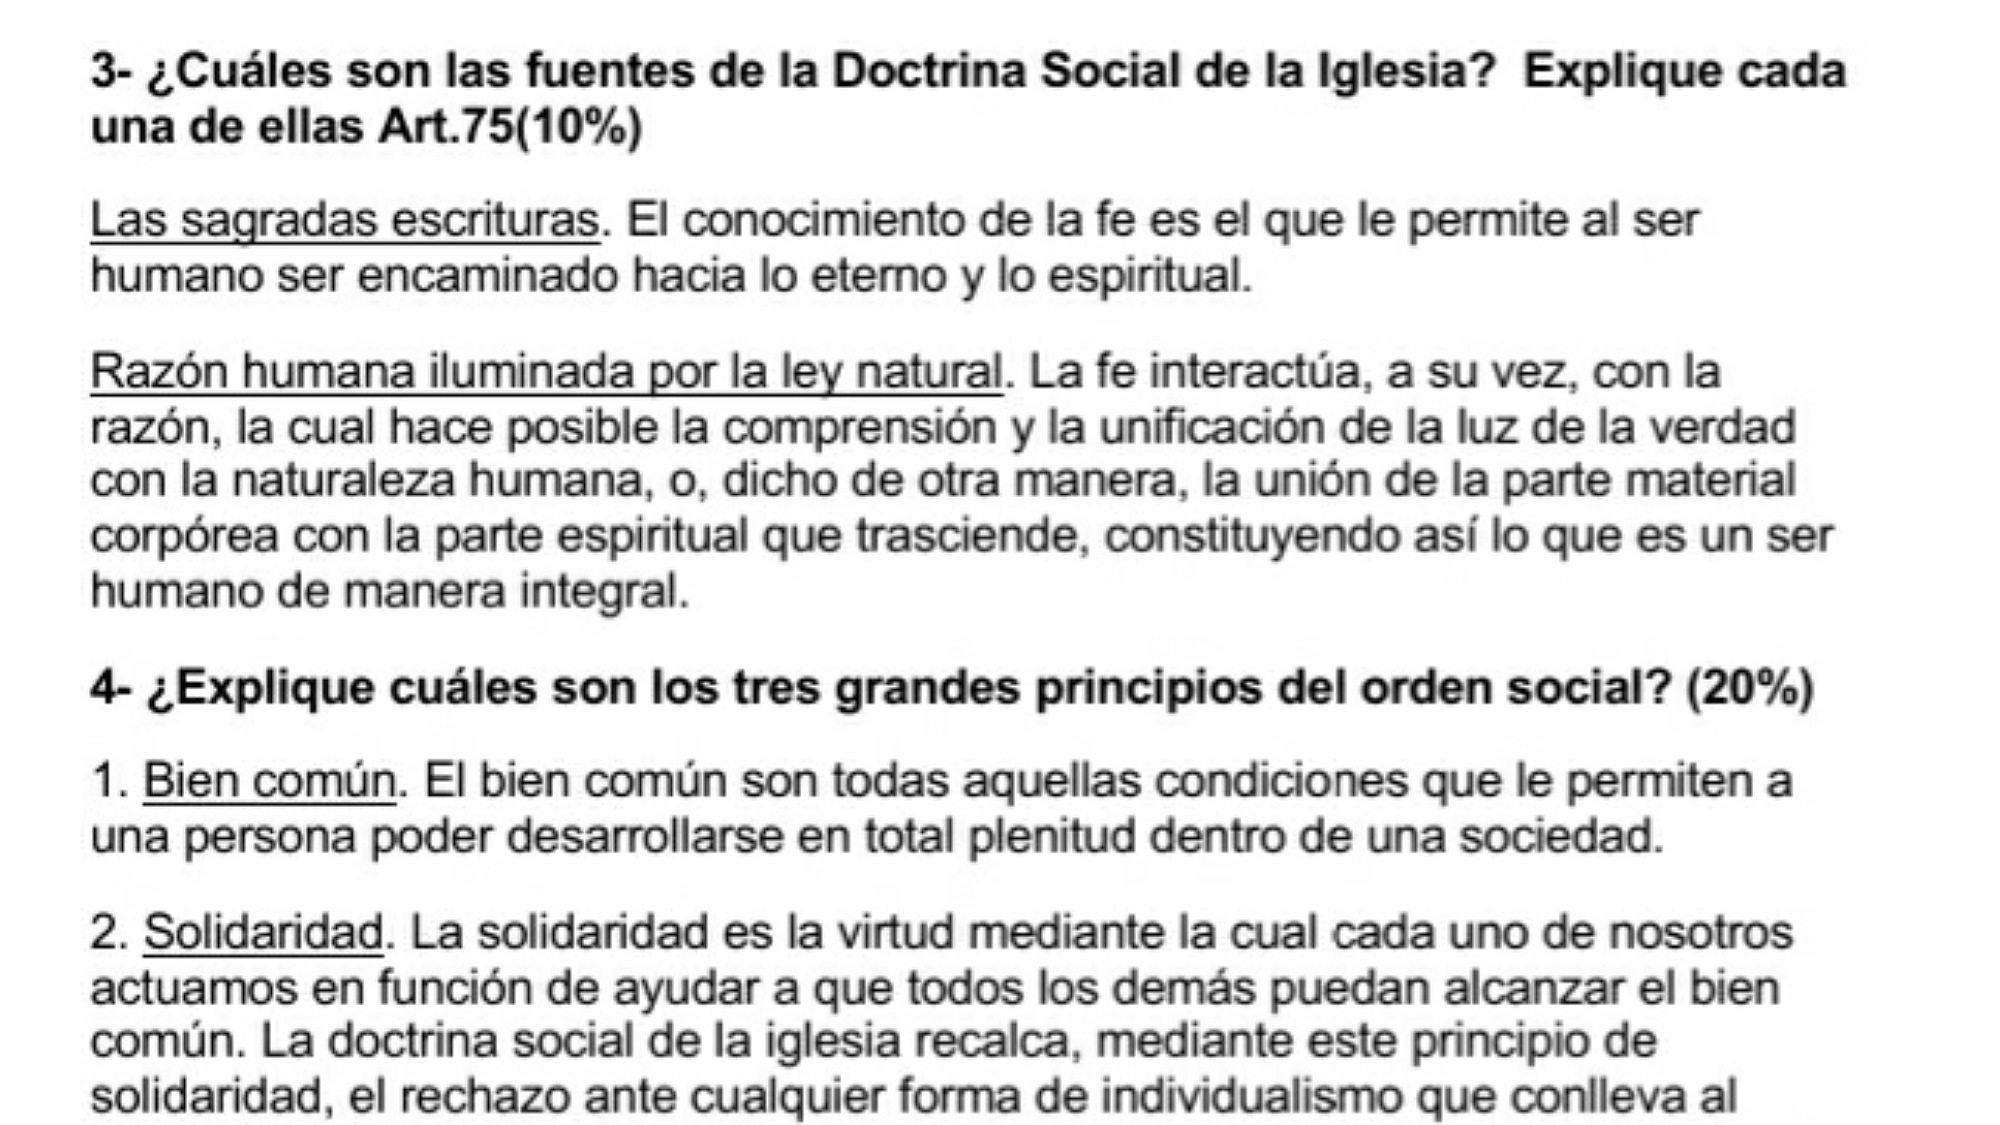 3- ¿Cuáles son las fuentes de la Doctrina Social de la Iglesia?  Explique cada
una de ellas Art.75(10%)
Las sagradas escrituras. El conocimiento de la fe es el que le permite al ser
humano ser encaminado hacia lo eterno y lo espiritual.
Razón humana iluminada por la ley natural. La fe interactúa, a su vez, con la
razón, la cual hace posible la comprensión y la unificación de la luz de la verdad
con la naturaleza humana, o, dicho de otra manera, la unión de la parte material
corpórea con la parte espiritual que trasciende, constituyendo así lo que es un ser
humano de manera integral.
4- ¿Explique cuáles son los tres grandes principios del orden social? (20%)
1. Bien común. El bien común son todas aquellas condiciones que le permiten a
una persona poder desarrollarse en total plenitud dentro de una sociedad.
2. Solidaridad. La solidaridad es la virtud mediante la cual cada uno de nosotros
actuamos en función de ayudar a que todos los demás puedan alcanzar el bien
común. La doctrina social de la iglesia recalca, mediante este principio de
solidaridad, el rechazo ante cualquier forma de individualismo que conlleva al